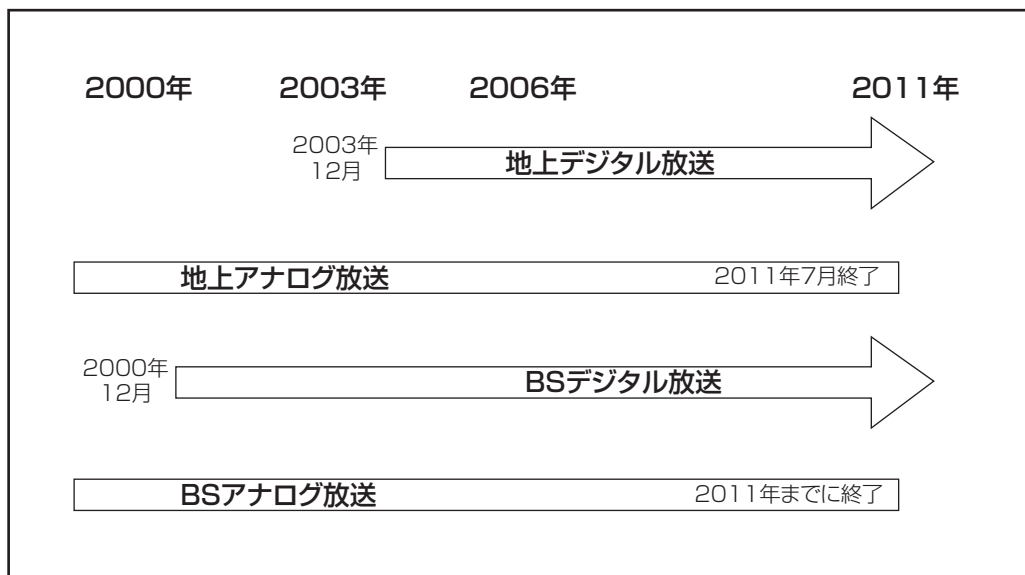 2000年 2003年 2006年 2011年
2003年
12月
地上デジタル放送
地上アナログ放送 2011年7月終了
2000年
12月
BSデジタル放送
BSアナログ放送 2011年までに終了